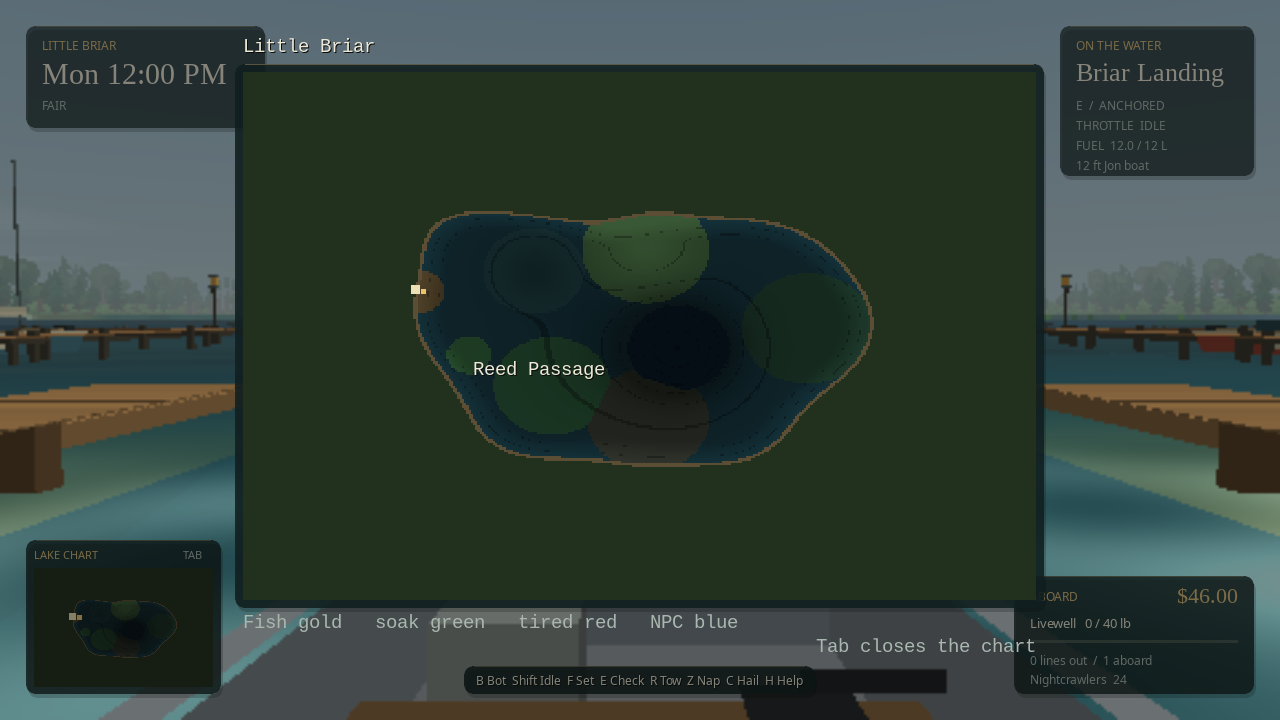 LITTLE BRIAR
Mon 12:00 PM
FAIR
Little Briar
ON THE WATER
Briar Landing
E / ANCHORED
THROTTLE IDLE
FUEL 12.0 / 12 L
12 ft Jon boat
Reed Passage
LAKE CHART TAB
Fish gold soak green tired red NPC blue
Tab closes the chart
BOARD $46.00
Livewell 0 / 40 lb
0 lines out / 1 aboard
Nightcrawlers 24
B Bot Shift Idle F Set E Check R Tow Z Nap C Hail H Help